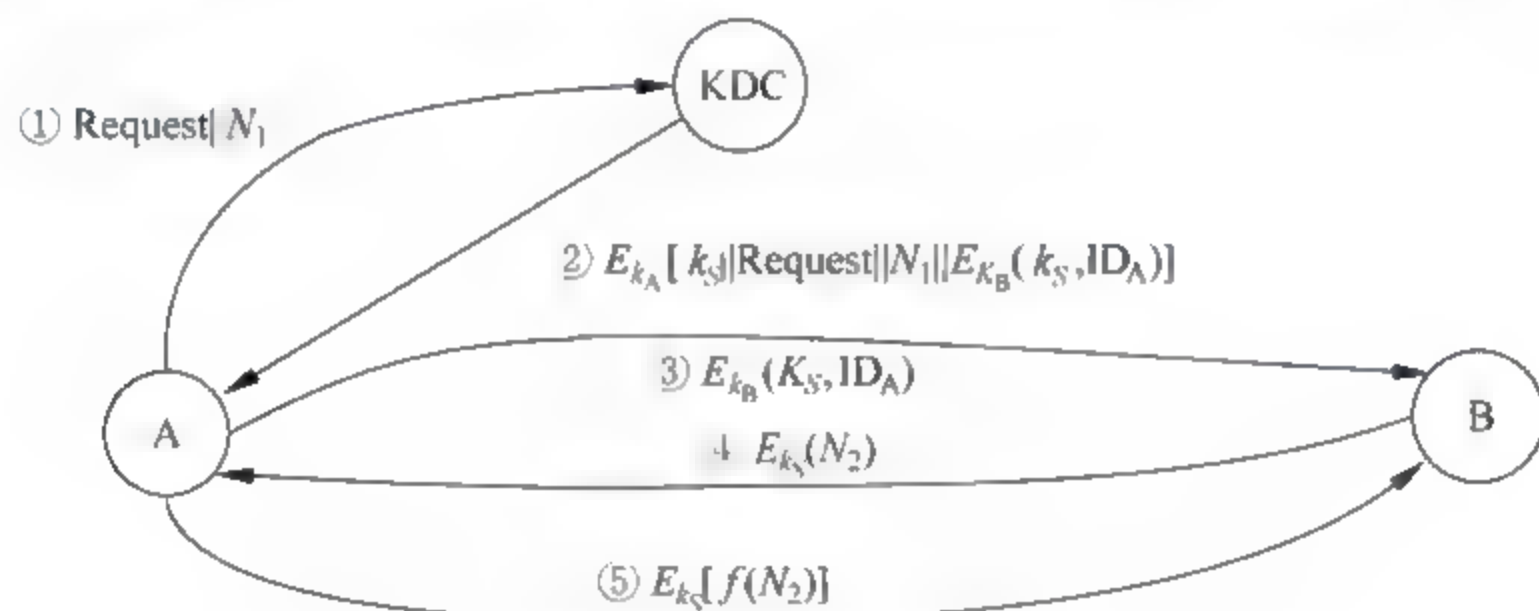 KDC
① Request| N₁
② E_{k_A}[ k_S||Request||N₁||E_{K_B}( k_S ,ID_A)]
③ E_{k_B}(K_S, ID_A)
A
B
4 E_{k_S}(N₂)
⑤ E_{k_S}[ f(N₂)]